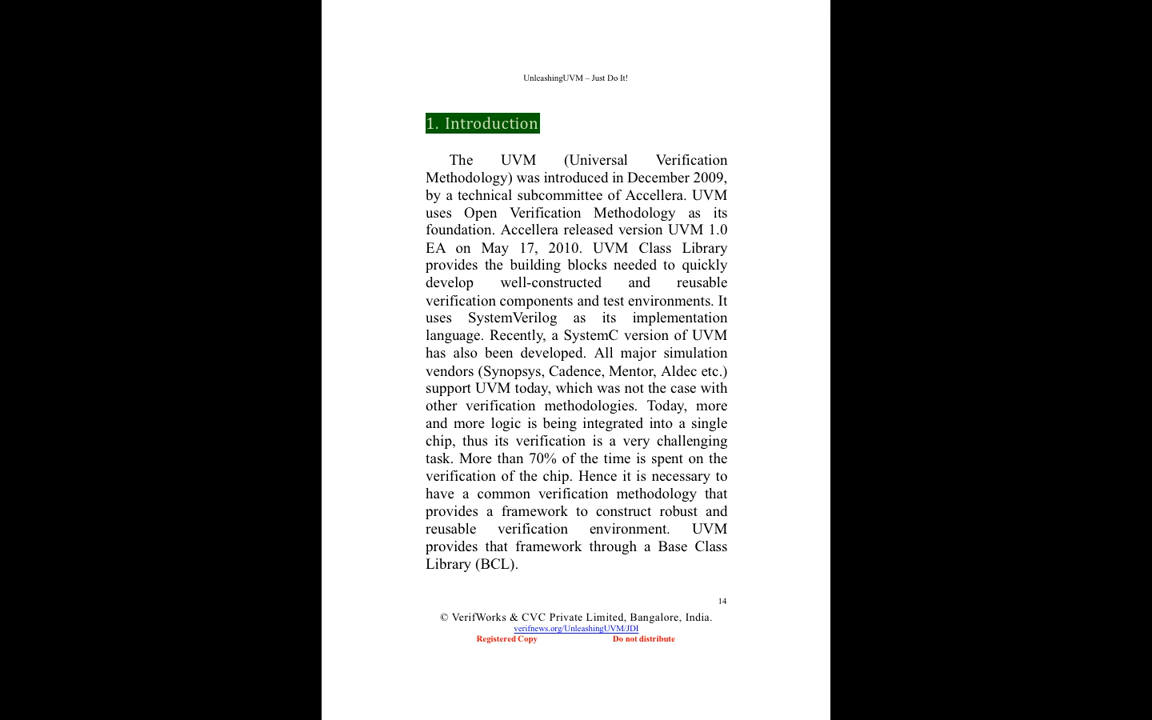 UnleashingUVM – Just Do It!
1. Introduction
The UVM (Universal Verification
Methodology) was introduced in December 2009,
by a technical subcommittee of Accellera. UVM
uses Open Verification Methodology as its
foundation. Accellera released version UVM 1.0
EA on May 17, 2010. UVM Class Library
provides the building blocks needed to quickly
develop well-constructed and reusable
verification components and test environments. It
uses SystemVerilog as its implementation
language. Recently, a SystemC version of UVM
has also been developed. All major simulation
vendors (Synopsys, Cadence, Mentor, Aldec etc.)
support UVM today, which was not the case with
other verification methodologies. Today, more
and more logic is being integrated into a single
chip, thus its verification is a very challenging
task. More than 70% of the time is spent on the
verification of the chip. Hence it is necessary to
have a common verification methodology that
provides a framework to construct robust and
reusable verification environment. UVM
provides that framework through a Base Class
Library (BCL).
14
© VerifWorks & CVC Private Limited, Bangalore, India.
verifnews.org/UnleashingUVM/JDI
Registered Copy Do not distribute